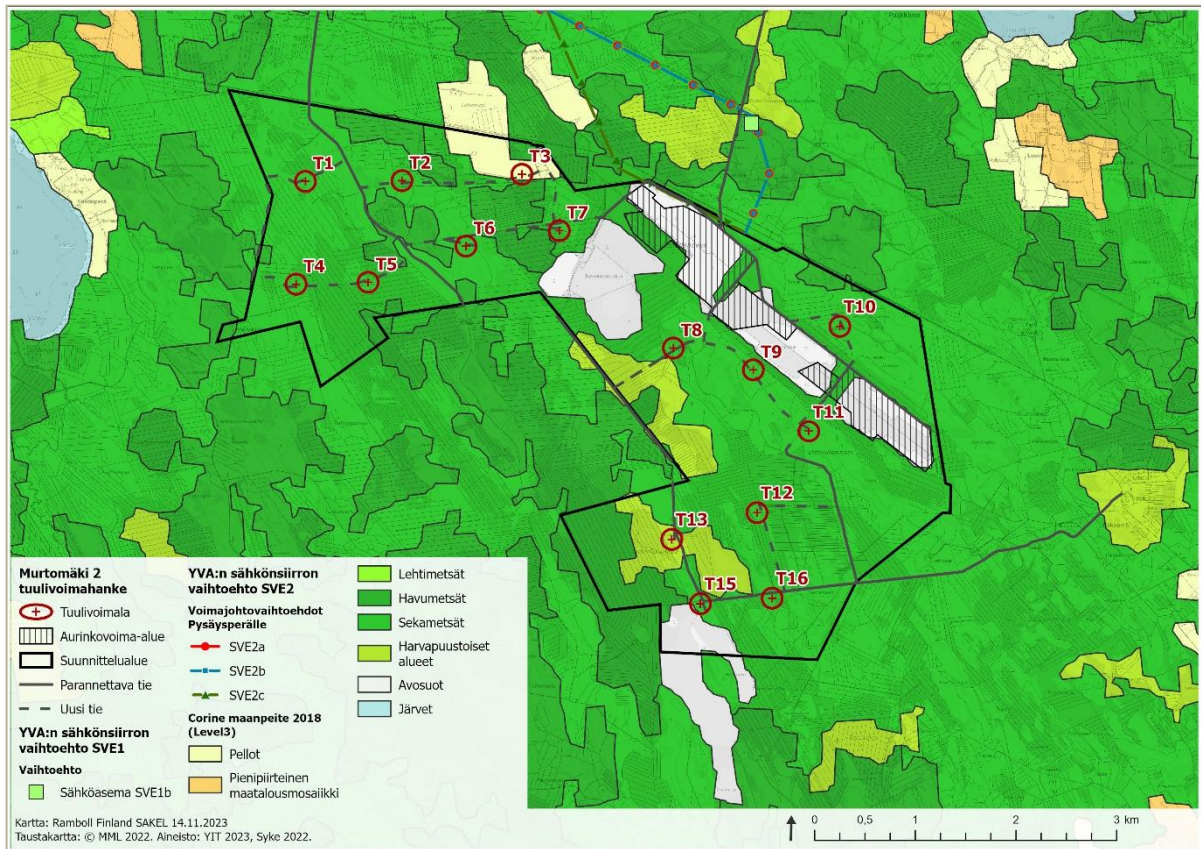 T1
T2
T3
T7
T6
T4
T5
T10
T8
T9
T11
T12
T13
T15
T16
Murtomäki 2
tuulivoimahanke
Tuulivoimala
Aurinkovoima-alue
Suunnittelualue
Parannettava tie
Uusi tie
YVA:n sähkönsiirron
vaihtoehto SVE1
Vaihtoehto
Sähköasema SVE1b
YVA:n sähkönsiirron
vaihtoehto SVE2
Voimajohtovaihtoehdot
Pysäysperälle
SVE2a
SVE2b
SVE2c
Corine maanpeite 2018
(Level3)
Pellot
Pienipiirteinen
maatalousmosaiikki
Lehtimetsät
Havumetsät
Sekametsät
Harvapuustoiset
alueet
Avosuot
Järvet
Kartta: Ramboll Finland SAKEL 14.11.2023
Taustakartta: © MML 2022. Aineisto: YIT 2023, Syke 2022.
0 0,5 1 2 3 km